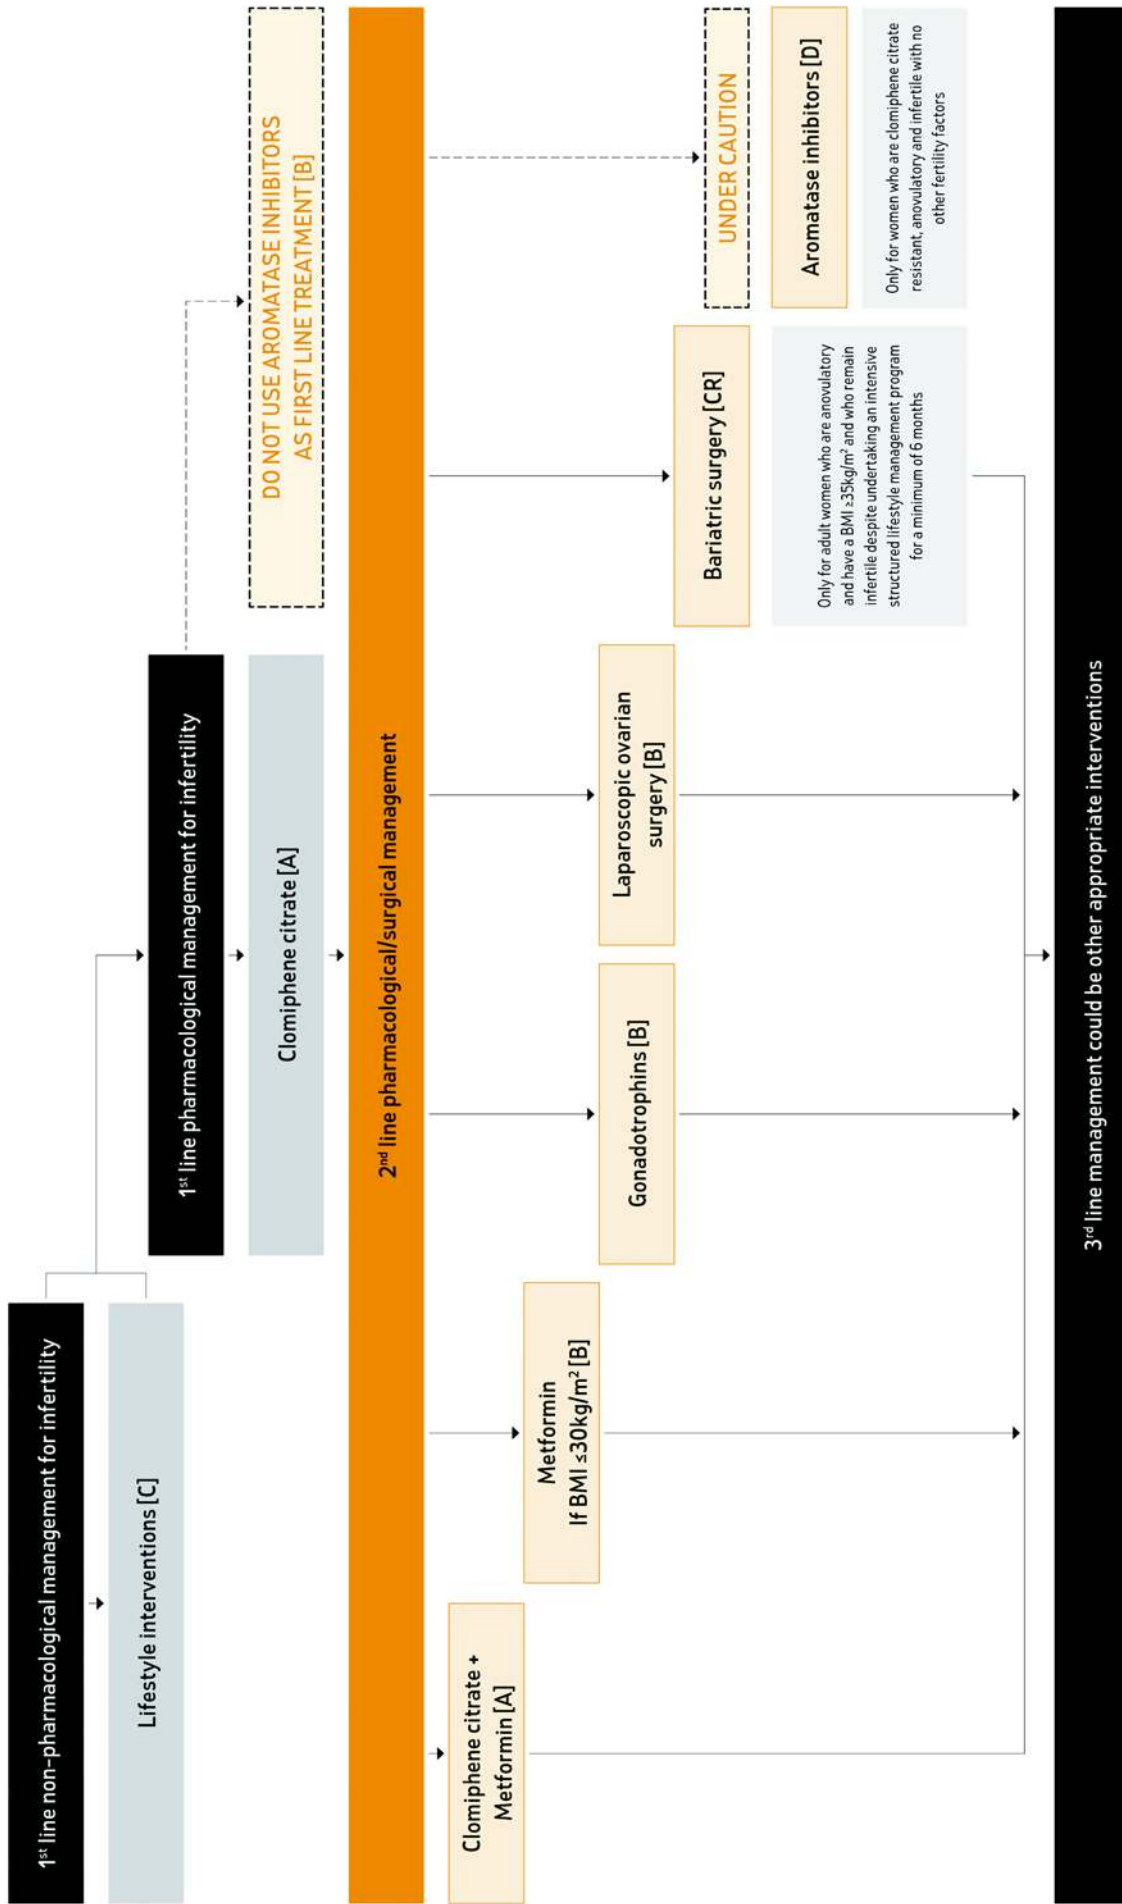 1st line non-pharmacological management for infertility
Lifestyle interventions [C]
1st line pharmacological management for infertility
Clomiphene citrate [A]
DO NOT USE AROMATASE INHIBITORS
AS FIRST LINE TREATMENT [B]
2nd line pharmacological/surgical management
Clomiphene citrate +
Metformin [A]
Metformin
If BMI ≤30kg/m² [B]
Gonadotrophins [B]
Laparoscopic ovarian
surgery [B]
Bariatric surgery [CR]
Only for adult women who are anovulatory
and have a BMI ≥35kg/m² and who remain
infertile despite undertaking an intensive
structured lifestyle management program
for a minimum of 6 months
UNDER CAUTION
Aromatase inhibitors [D]
Only for women who are clomiphene citrate
resistant, anovulatory and infertile with no
other fertility factors
3rd line management could be other appropriate interventions